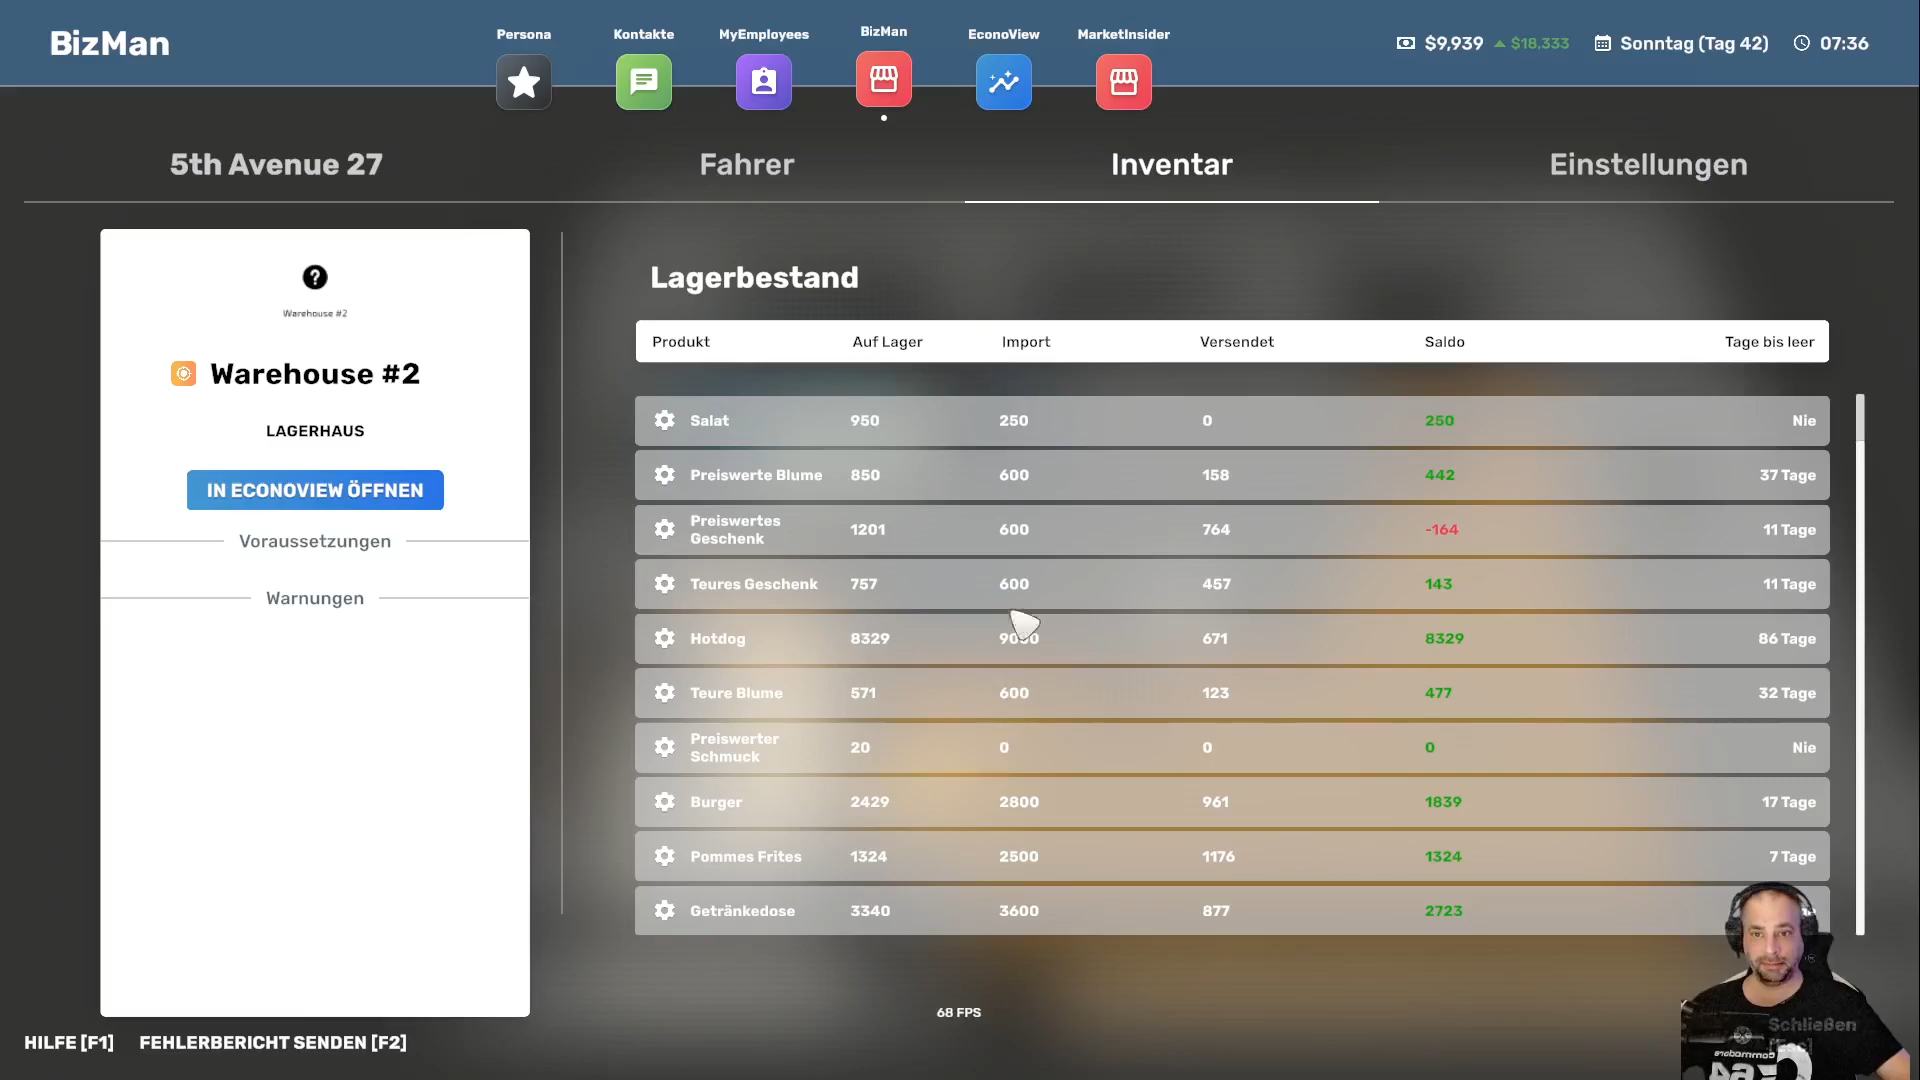 BizMan
Persona
Kontakte
MyEmployees
BizMan
EconoView
MarketInsider
$9,939
$18,333
Sonntag (Tag 42)
07:36
5th Avenue 27
Fahrer
Inventar
Einstellungen
Warehouse #2
Warehouse #2
LAGERHAUS
IN ECONOVIEW ÖFFNEN
Voraussetzungen
Warnungen
Lagerbestand
Produkt Auf Lager Import Versendet Saldo Tage bis leer
Salat 950 250 0 250 Nie
Preiswerte Blume 850 600 158 442 37 Tage
Preiswertes Geschenk 1201 600 764 -164 11 Tage
Teures Geschenk 757 600 457 143 11 Tage
Hotdog 8329 9000 671 8329 86 Tage
Teure Blume 571 600 123 477 32 Tage
Preiswerter Schmuck 20 0 0 0 Nie
Burger 2429 2800 961 1839 17 Tage
Pommes Frites 1324 2500 1176 1324 7 Tage
Getränkedose 3340 3600 877 2723
68 FPS
HILFE [F1]
FEHLERBERICHT SENDEN [F2]
Schließen
[Esc]